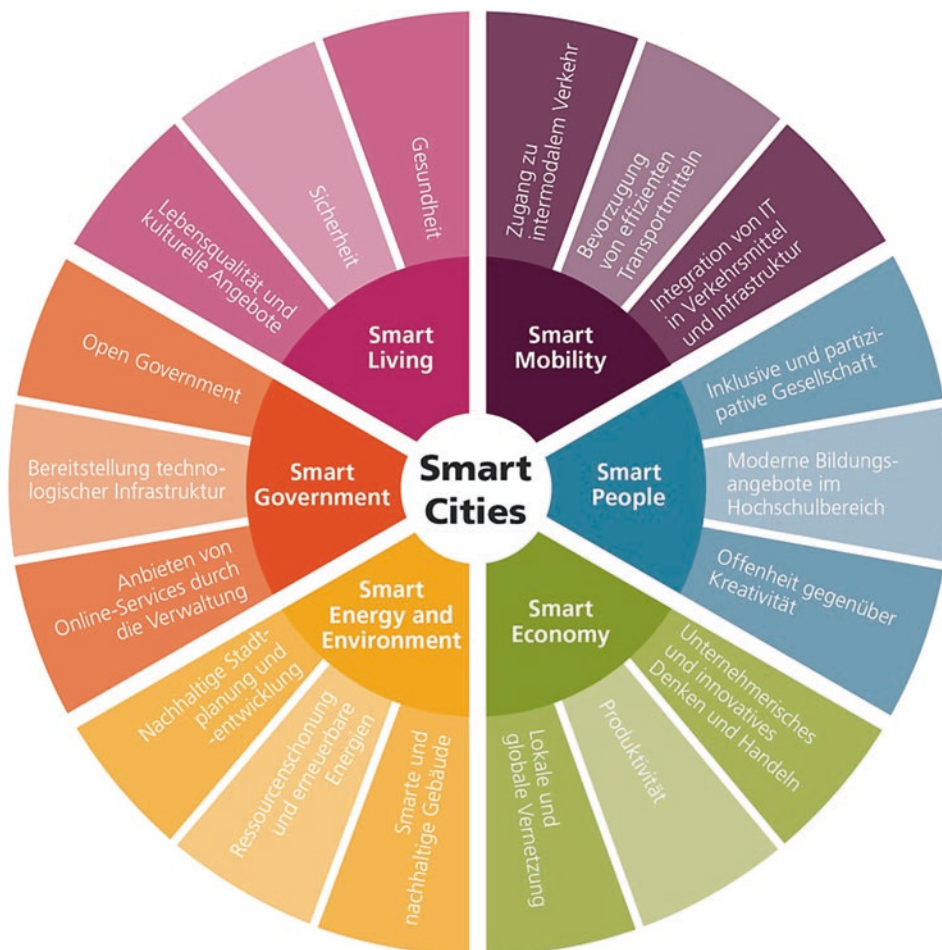 Smart
Cities
Smart
Mobility
Zugang zu
intermodalem Verkehr
Bevorzugung
von effizienten
Transportmitteln
Integration von IT
in Verkehrsmittel
und Infrastruktur
Smart
People
Inklusive und partizi-
pative Gesellschaft
Moderne Bildungs-
angebote im
Hochschulbereich
Offenheit gegenüber
Kreativität
Smart
Economy
Unternehmerisches
und innovatives
Denken und Handeln
Produktivität
Lokale und
globale Vernetzung
Smart
Energy and
Environment
Smarte und
nachhaltige Gebäude
Ressourcenschonung
und erneuerbare
Energien
Nachhaltige Stadt-
planung und
-entwicklung
Smart
Government
Anbieten von
Online-Services durch
die Verwaltung
Bereitstellung techno-
logischer Infrastruktur
Open Government
Smart
Living
Lebensqualität und
kulturelle Angebote
Sicherheit
Gesundheit